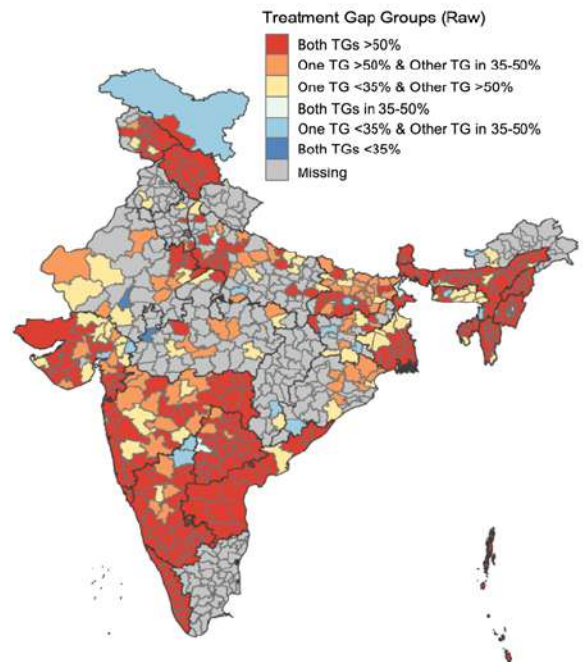 Treatment Gap Groups (Raw)
Both TGs >50%
One TG >50% & Other TG in 35-50%
One TG <35% & Other TG >50%
Both TGs in 35-50%
One TG <35% & Other TG in 35-50%
Both TGs <35%
Missing